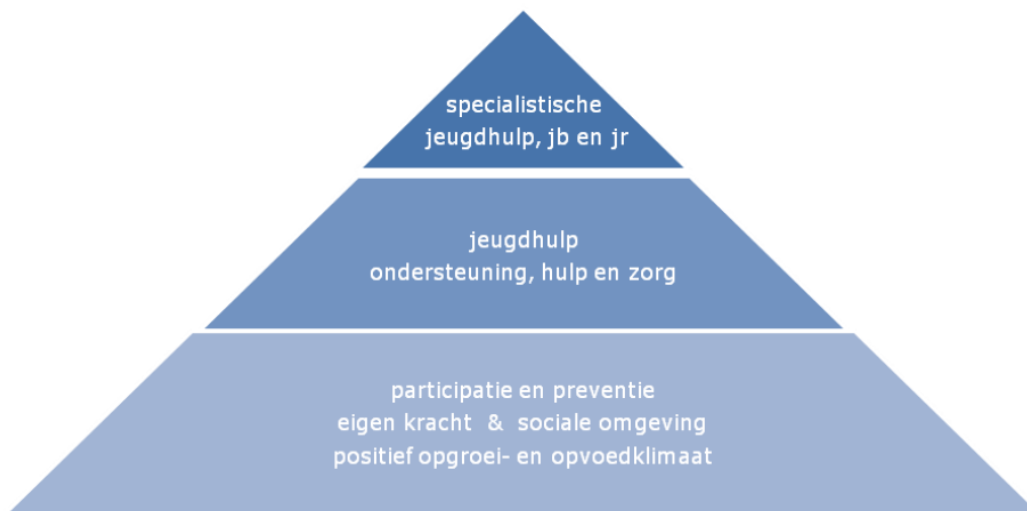 specialistische
jeugdhulp, jb en jr
jeugdhulp
ondersteuning, hulp en zorg
participatie en preventie
eigen kracht & sociale omgeving
positief opgroei- en opvoedklimaat